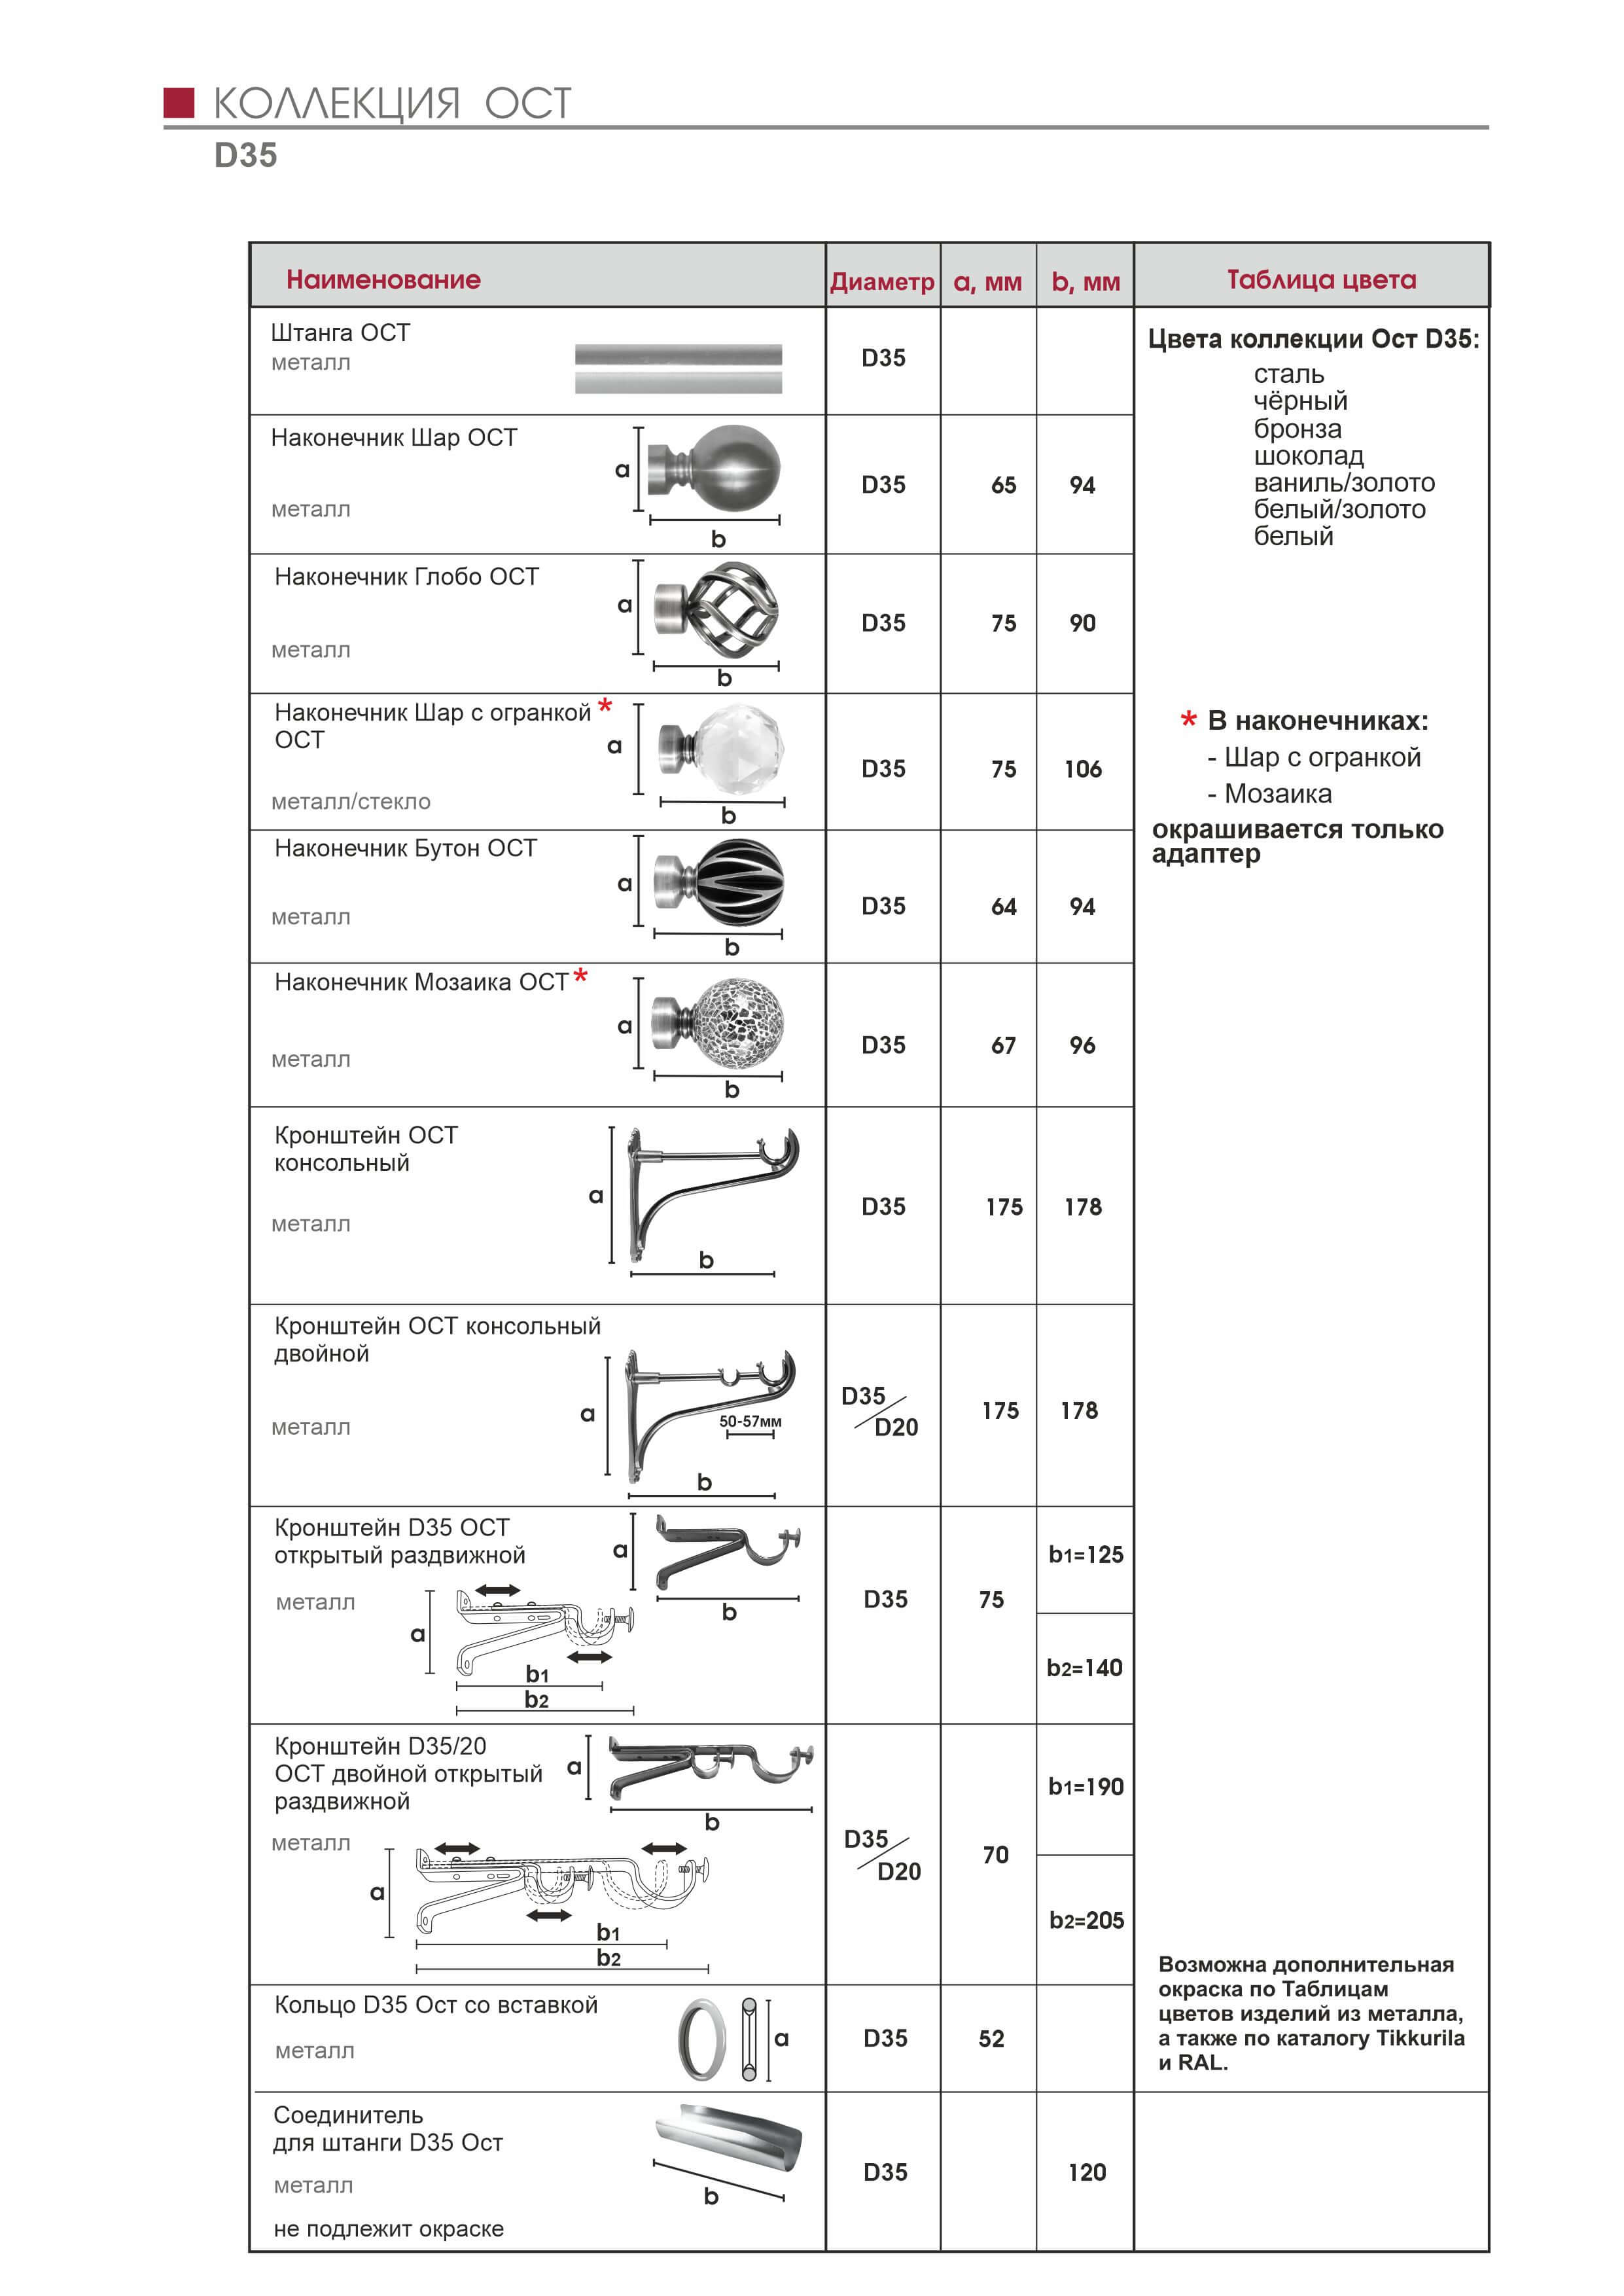 КОЛЛЕКЦИЯ ОСТ
D35
Наименование
Диаметр
a, мм
b, мм
Таблица цвета
Штанга ОСТ
металл
D35
Цвета коллекции Ост D35:
сталь
чёрный
бронза
шоколад
ваниль/золото
белый/золото
белый
Наконечник Шар ОСТ
металл
a
b
D35
65
94
Наконечник Глобо ОСТ
металл
a
b
D35
75
90
Наконечник Шар с огранкой *
ОСТ
металл/стекло
a
b
D35
75
106
* В наконечниках:
- Шар с огранкой
- Мозаика
окрашивается только
адаптер
Наконечник Бутон ОСТ
металл
a
b
D35
64
94
Наконечник Мозаика ОСТ *
металл
a
b
D35
67
96
Кронштейн ОСТ
консольный
металл
a
b
D35
175
178
Кронштейн ОСТ консольный
двойной
металл
a
50-57мм
b
D35
D20
175
178
Кронштейн D35 ОСТ
открытый раздвижной
металл
a
b
a
b1
b2
D35
75
b1=125
b2=140
Кронштейн D35/20
ОСТ двойной открытый
раздвижной
металл
a
b
a
b1
b2
D35
D20
70
b1=190
b2=205
Возможна дополнительная
окраска по Таблицам
цветов изделий из металла,
а также по каталогу Tikkurila
и RAL.
Кольцо D35 Ост со вставкой
металл
a
D35
52
Соединитель
для штанги D35 Ост
металл
не подлежит окраске
b
D35
120